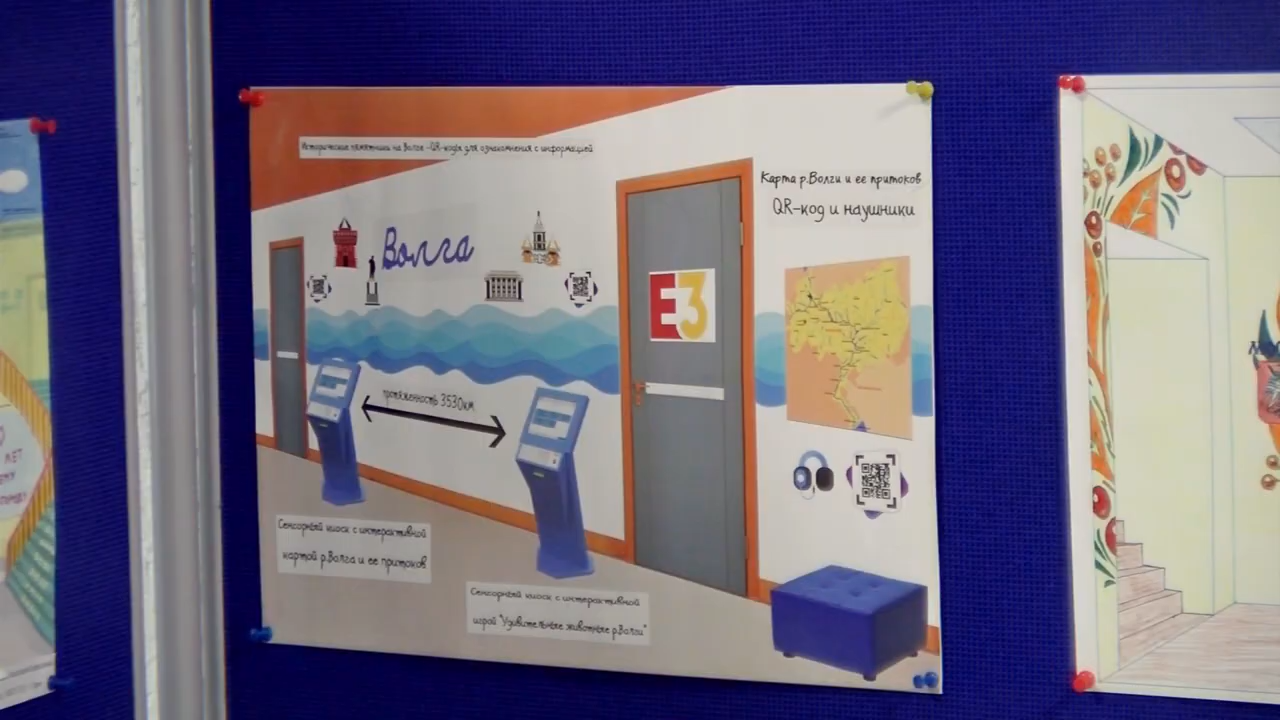 Исторические памятники на Волге -QR-коды для ознакомления с информацией
Карта р.Волги и ее притоков
QR-код и наушники
Волга
E3
протяженность 3530км
Сенсорный киоск с интерактивной
картой р.Волга и ее притоков
Сенсорный киоск с интерактивной
игрой "Удивительные животные р.Волги"
ЛЕТ